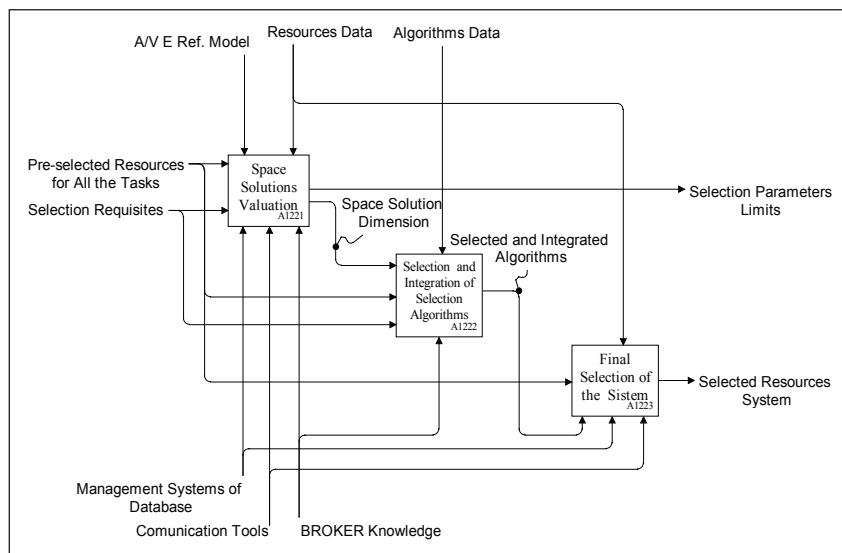 A/V E Ref. Model
Resources Data
Algorithms Data
Pre-selected Resources
for All the Tasks
Selection Requisites
Space
Solutions
Valuation
A1221
Space Solution
Dimension
Selection Parameters
Limits
Selected and Integrated
Algorithms
Selection and
Integration of
Selection
Algorithms
A1222
Final
Selection of
the Sistem
A1223
Selected Resources
System
Management Systems of
Database
Comunication Tools
BROKER Knowledge